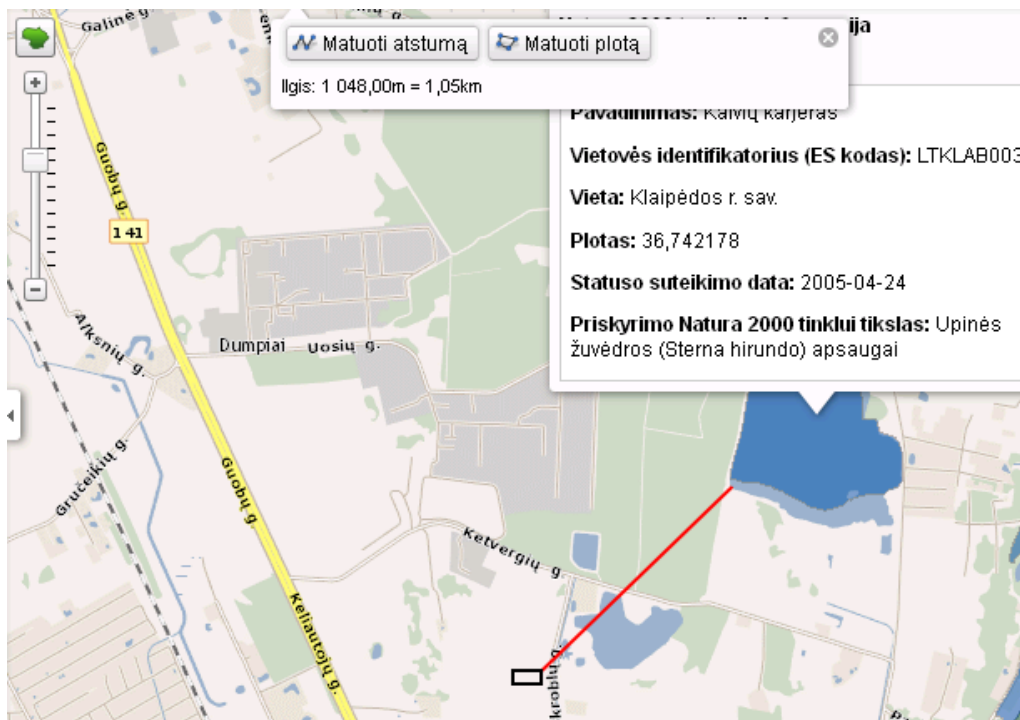 Galinė g.
Matuoti atstumą
Matuoti plotą
Ilgis: 1 048,00m = 1,05km
Pavadinimas: Kalvių karjeras
Vietovės identifikatorius (ES kodas): LTKLAB003
Vieta: Klaipėdos r. sav.
Plotas: 36,742178
Statuso suteikimo data: 2005-04-24
Priskyrimo Natura 2000 tinklui tikslas: Upinės
žuvėdros (Sterna hirundo) apsaugai
Guobų g.
141
Alksnių g.
Dumpiai
Uosių g.
Gručeikių g.
Guobų g.
Ketvergių g.
Keliautojų g.